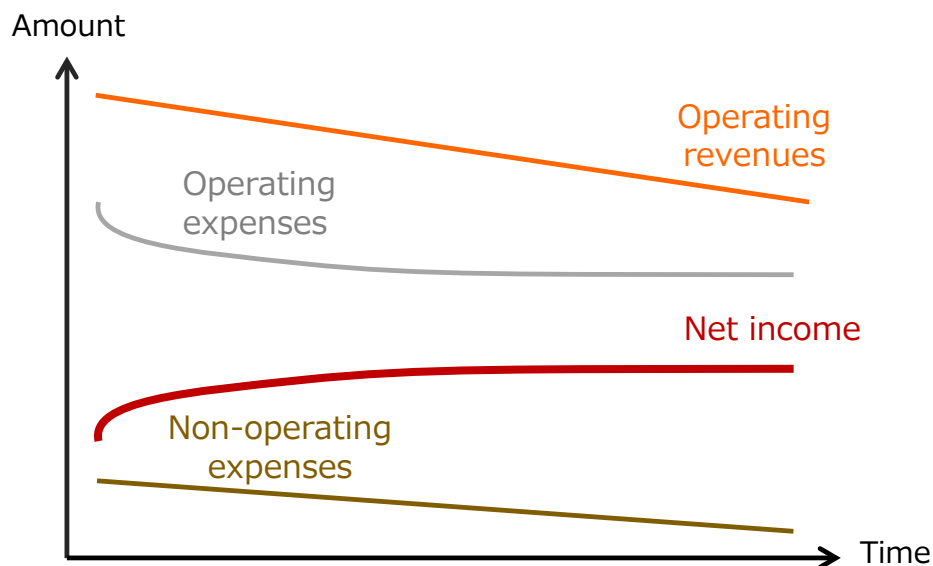 Amount
Operating
revenues
Operating
expenses
Net income
Non-operating
expenses
Time